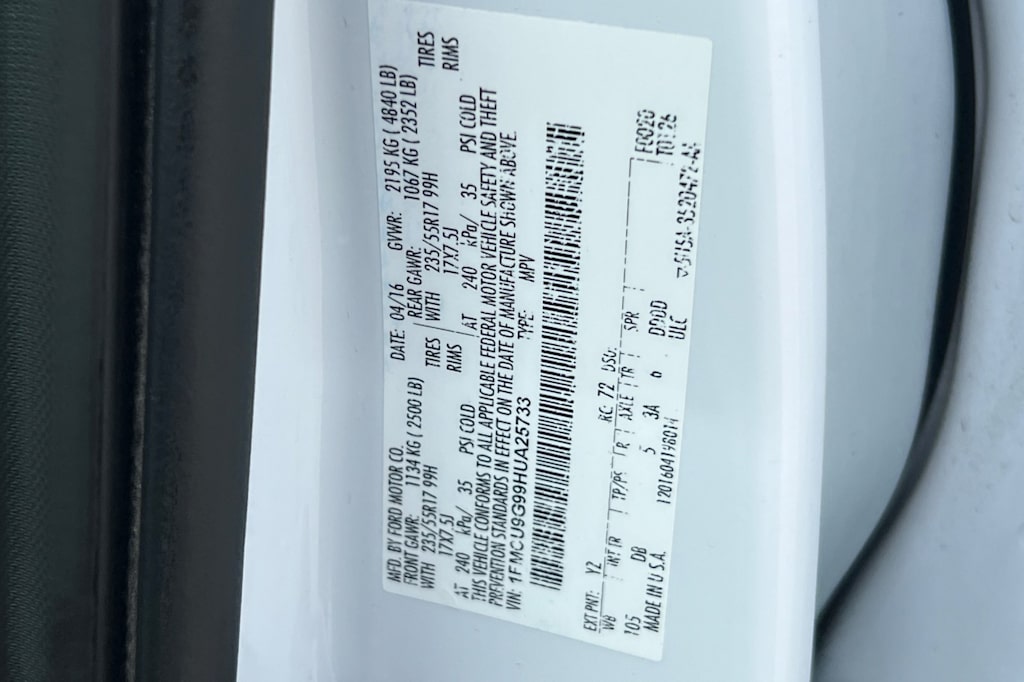 MFD. BY FORD MOTOR CO.
DATE: 04/16 GVWR: 2195 KG ( 4840 LB)
FRONT GAWR: 1134 KG ( 2500 LB)
REAR GAWR: 1067 KG ( 2352 LB)
WITH 235/55R17 99H TIRES
WITH 235/55R17 99H TIRES
17X7.5J RIMS
17X7.5J RIMS
AT 240 kPa/ 35 PSI COLD
AT 240 kPa/ 35 PSI COLD
THIS VEHICLE CONFORMS TO ALL APPLICABLE FEDERAL MOTOR VEHICLE SAFETY AND THEFT
PREVENTION STANDARDS IN EFFECT ON THE DATE OF MANUFACTURE SHOWN ABOVE.
VIN: 1FMCU9G99HUA25733 TYPE: MPV
EXT PNT: YZ RC: 72 DSO:
WB INT TR TP/PS R AXLE TR SPR
105 DB 5 3A 6 D9DD
MADE IN U.S.A. ULC